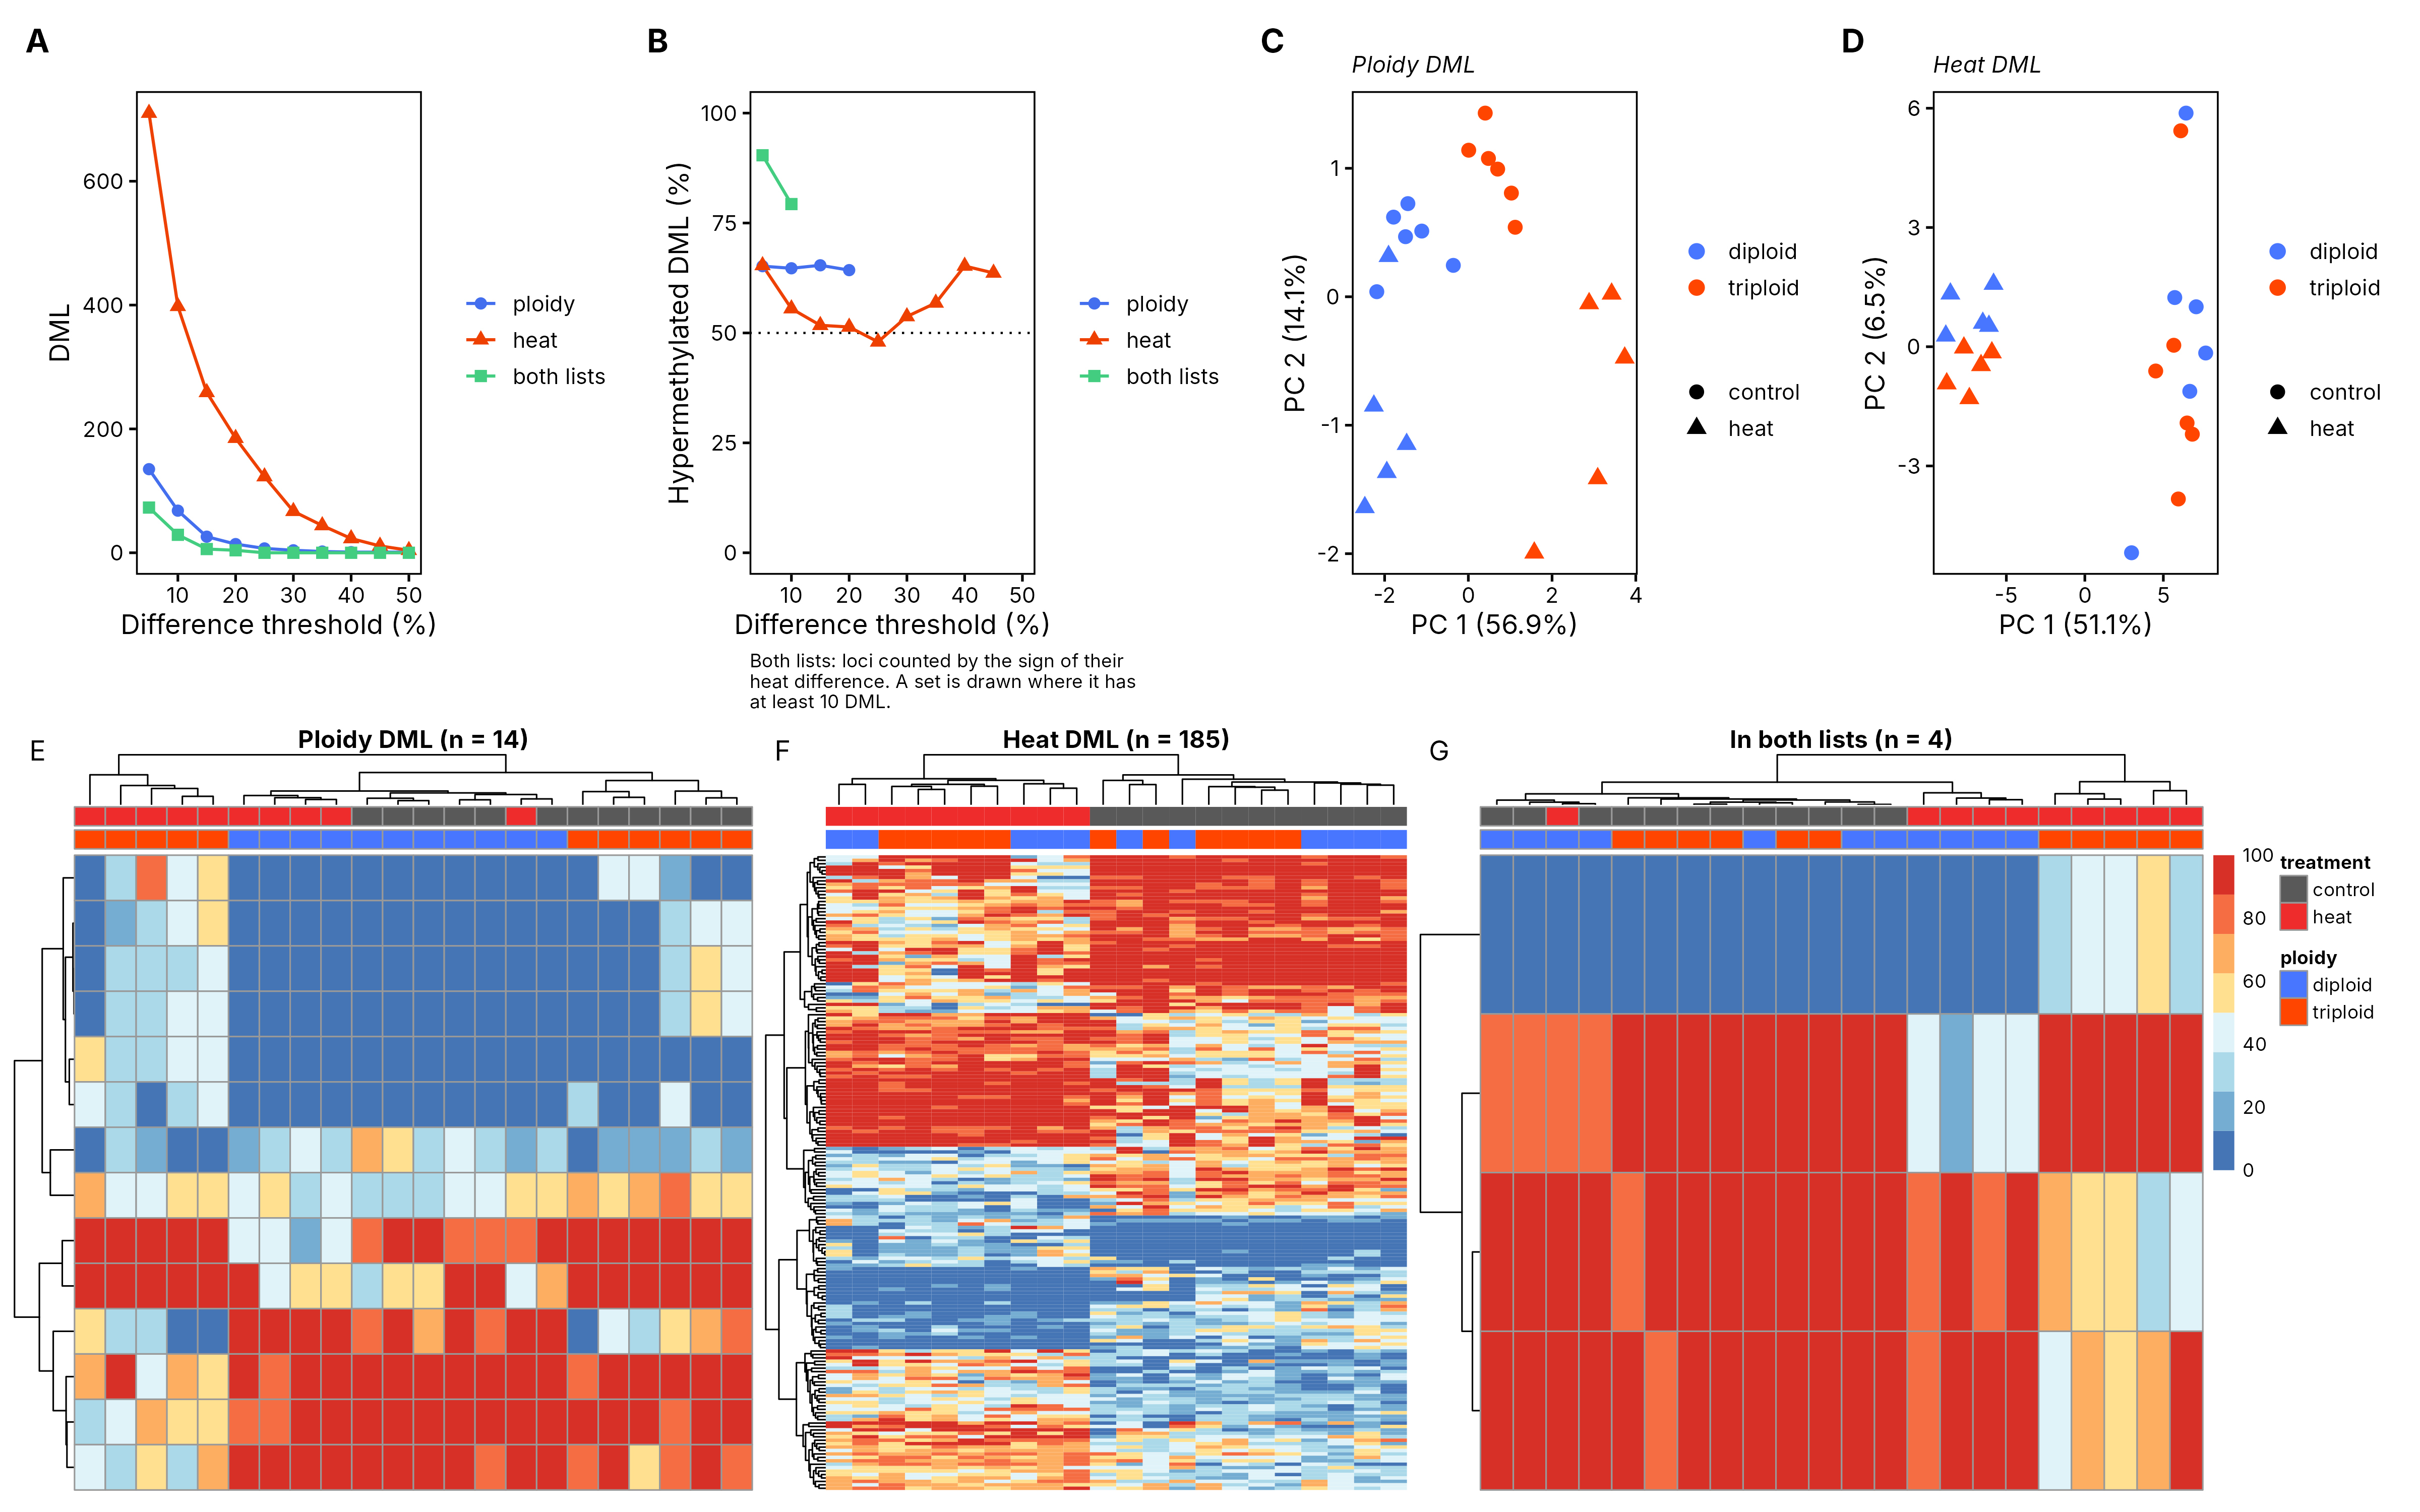 A
DML
600
400
200
0
10 20 30 40 50
Difference threshold (%)
ploidy
heat
both lists
B
Hypermethylated DML (%)
100
75
50
25
0
10 20 30 40 50
Difference threshold (%)
ploidy
heat
both lists
Both lists: loci counted by the sign of their
heat difference. A set is drawn where it has
at least 10 DML.
C
Ploidy DML
PC 2 (14.1%)
1
0
-1
-2
-2 0 2 4
PC 1 (56.9%)
diploid
triploid
control
heat
D
Heat DML
PC 2 (6.5%)
6
3
0
-3
-5 0 5
PC 1 (51.1%)
diploid
triploid
control
heat
E
Ploidy DML (n = 14)
F
Heat DML (n = 185)
G
In both lists (n = 4)
100
80
60
40
20
0
treatment
control
heat
ploidy
diploid
triploid